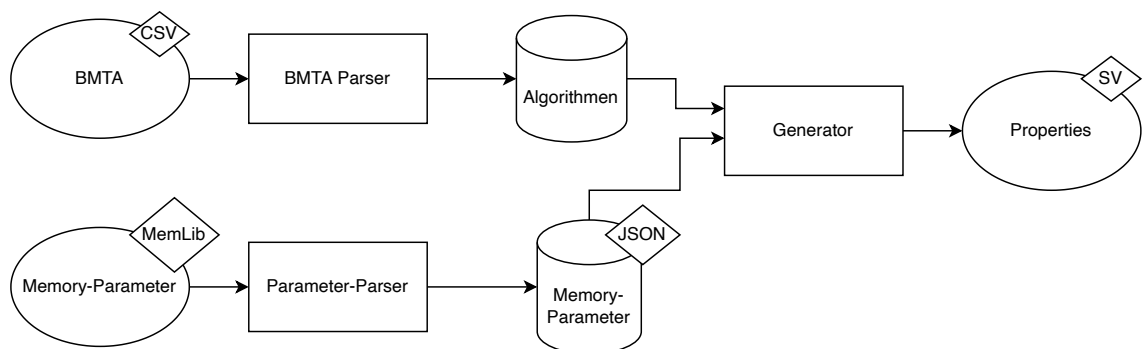 CSV
BMTA
BMTA Parser
Algorithmen
Generator
SV
Properties
MemLib
Memory-Parameter
Parameter-Parser
JSON
Memory-
Parameter